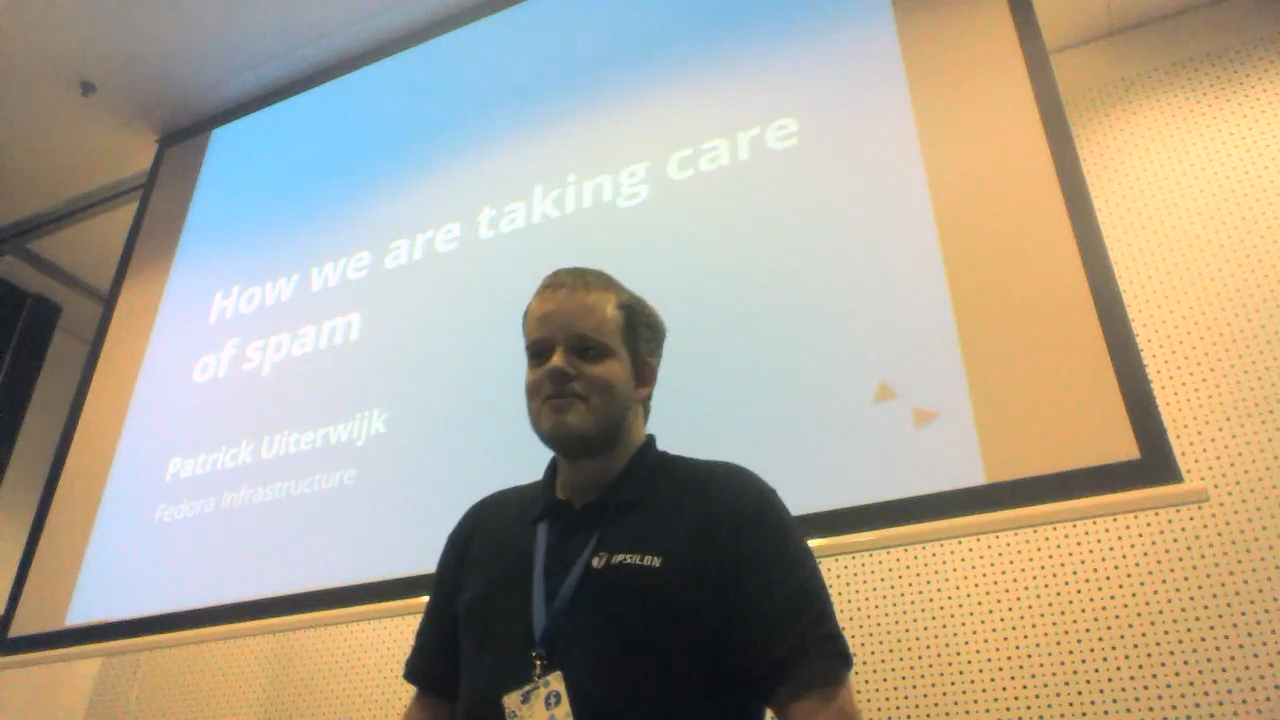 How we are taking care
of spam
Patrick Uiterwijk
Fedora Infrastructure
IPSILON